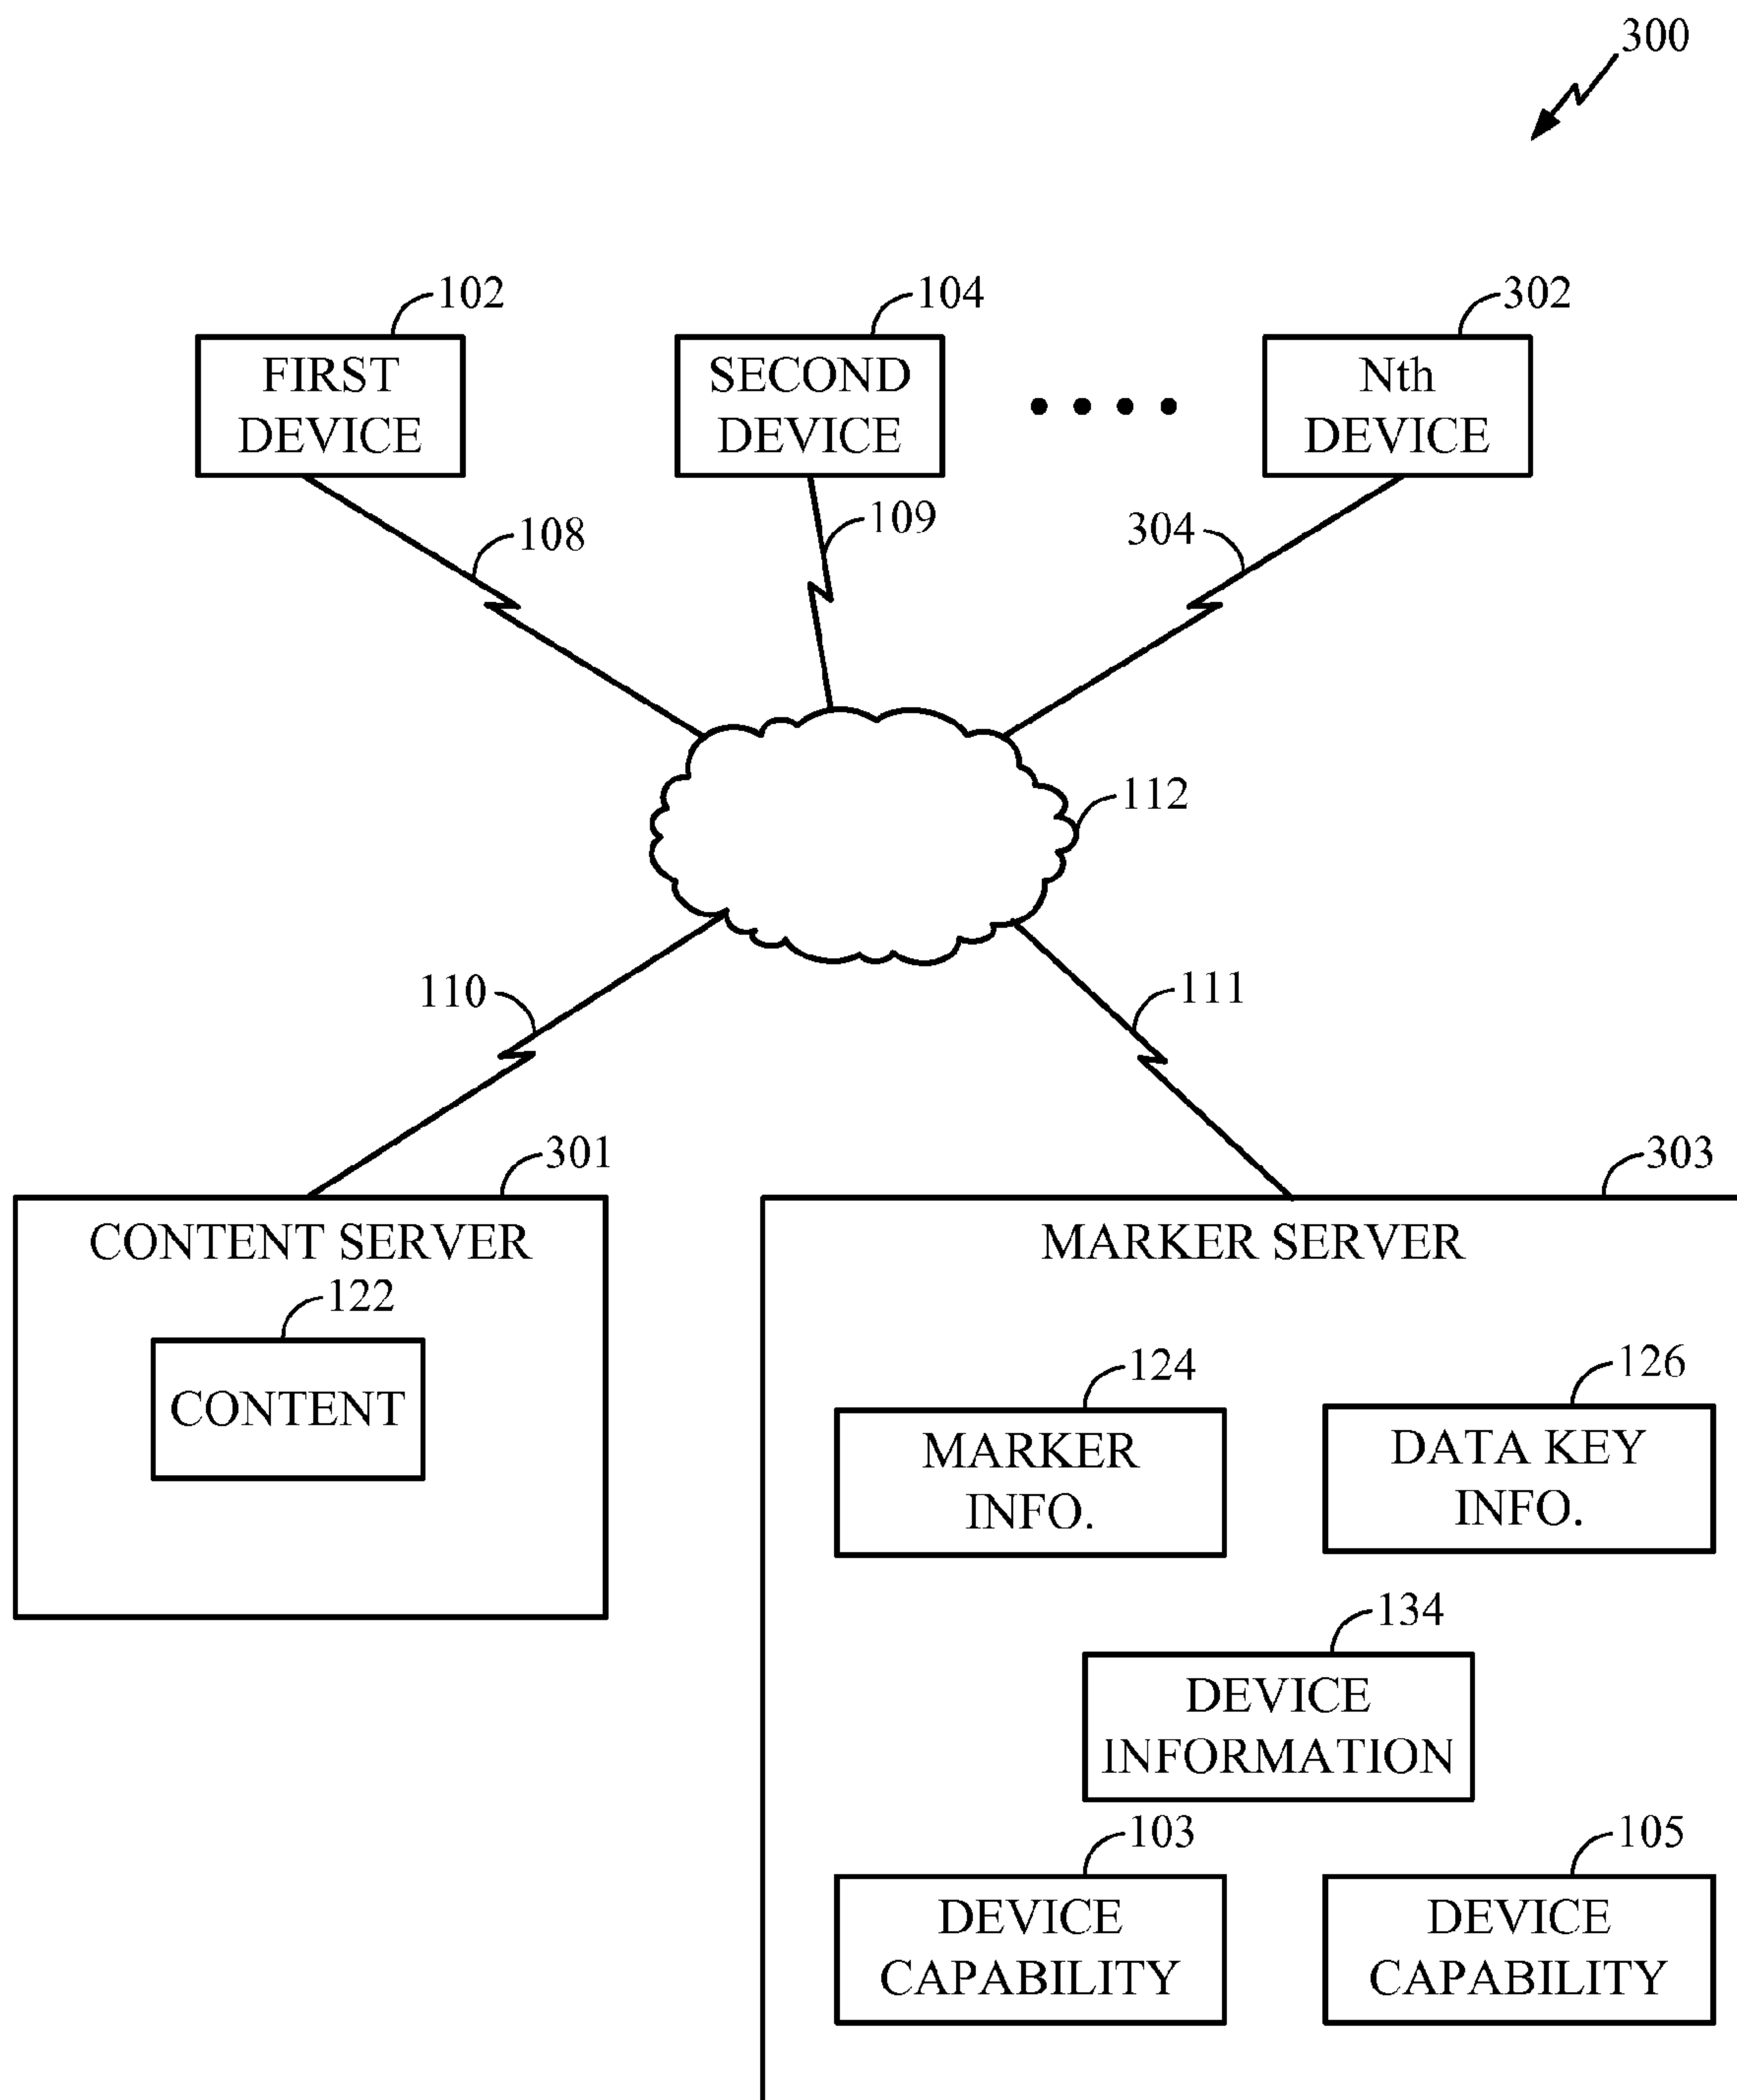 300
102
104
302
FIRST
DEVICE
SECOND
DEVICE
Nth
DEVICE
108
109
304
112
110
111
301
303
CONTENT SERVER
122
CONTENT
MARKER SERVER
124
126
MARKER
INFO.
DATA KEY
INFO.
134
DEVICE
INFORMATION
103
105
DEVICE
CAPABILITY
DEVICE
CAPABILITY